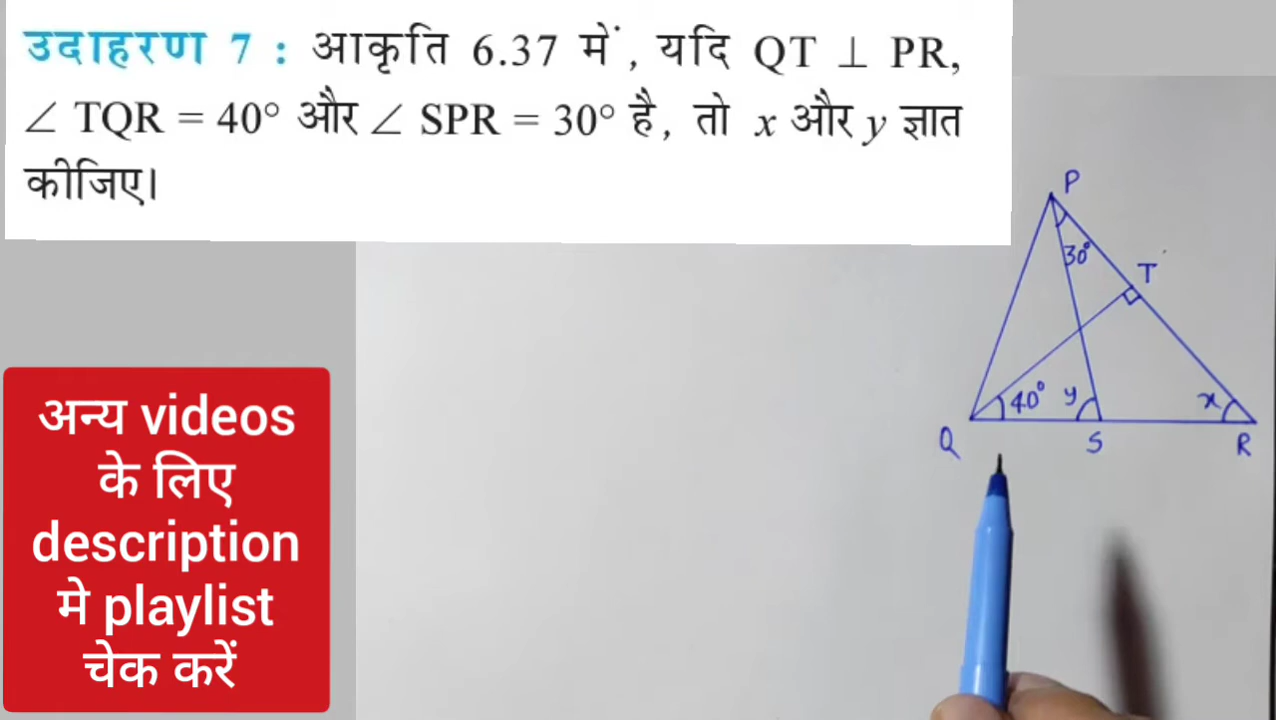 उदाहरण 7 : आकृति 6.37 में, यदि QT ⊥ PR,
∠ TQR = 40° और ∠ SPR = 30° है, तो x और y ज्ञात
कीजिए।
P
30°
T
40°
y
x
Q
S
R
अन्य videos
के लिए
description
मे playlist
चेक करें